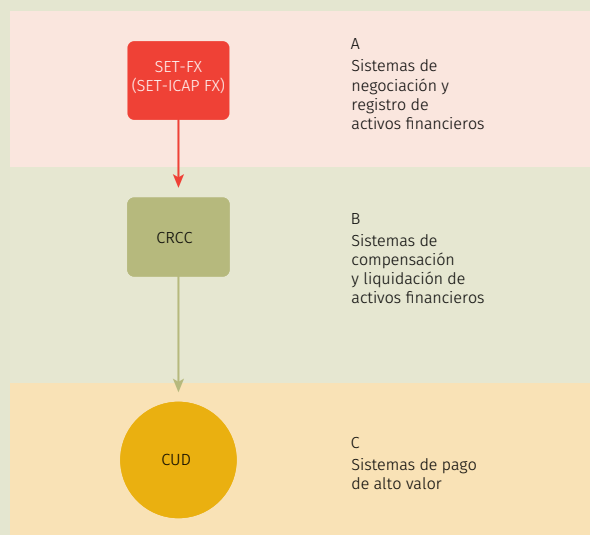 SET-FX
(SET-ICAP FX)
A
Sistemas de
negociación y
registro de
activos financieros
CRCC
B
Sistemas de
compensación
y liquidación de
activos financieros
CUD
C
Sistemas de pago
de alto valor